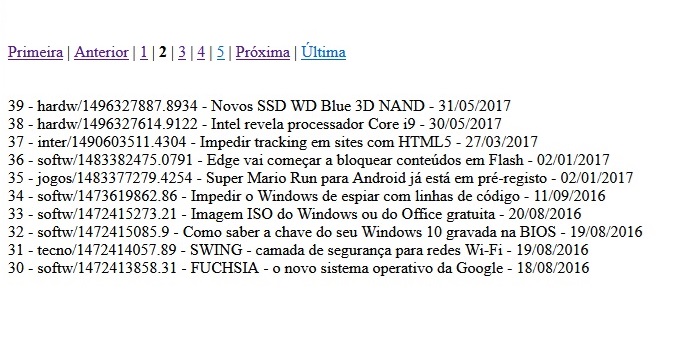 Primeira | Anterior | 1 | 2 | 3 | 4 | 5 | Próxima | Última
39 - hardw/1496327887.8934 - Novos SSD WD Blue 3D NAND - 31/05/2017
38 - hardw/1496327614.9122 - Intel revela processador Core i9 - 30/05/2017
37 - inter/1490603511.4304 - Impedir tracking em sites com HTML5 - 27/03/2017
36 - softw/1483382475.0791 - Edge vai começar a bloquear conteúdos em Flash - 02/01/2017
35 - jogos/1483377279.4254 - Super Mario Run para Android já está em pré-registo - 02/01/2017
34 - softw/1473619862.86 - Impedir o Windows de espiar com linhas de código - 11/09/2016
33 - softw/1472415273.21 - Imagem ISO do Windows ou do Office gratuita - 20/08/2016
32 - softw/1472415085.9 - Como saber a chave do seu Windows 10 gravada na BIOS - 19/08/2016
31 - tecno/1472414057.89 - SWING - camada de segurança para redes Wi-Fi - 19/08/2016
30 - softw/1472413858.31 - FUCHSIA - o novo sistema operativo da Google - 18/08/2016